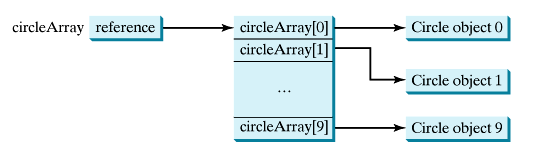 circleArray reference circleArray[0] Circle object 0
circleArray[1]
Circle object 1
...
circleArray[9] Circle object 9